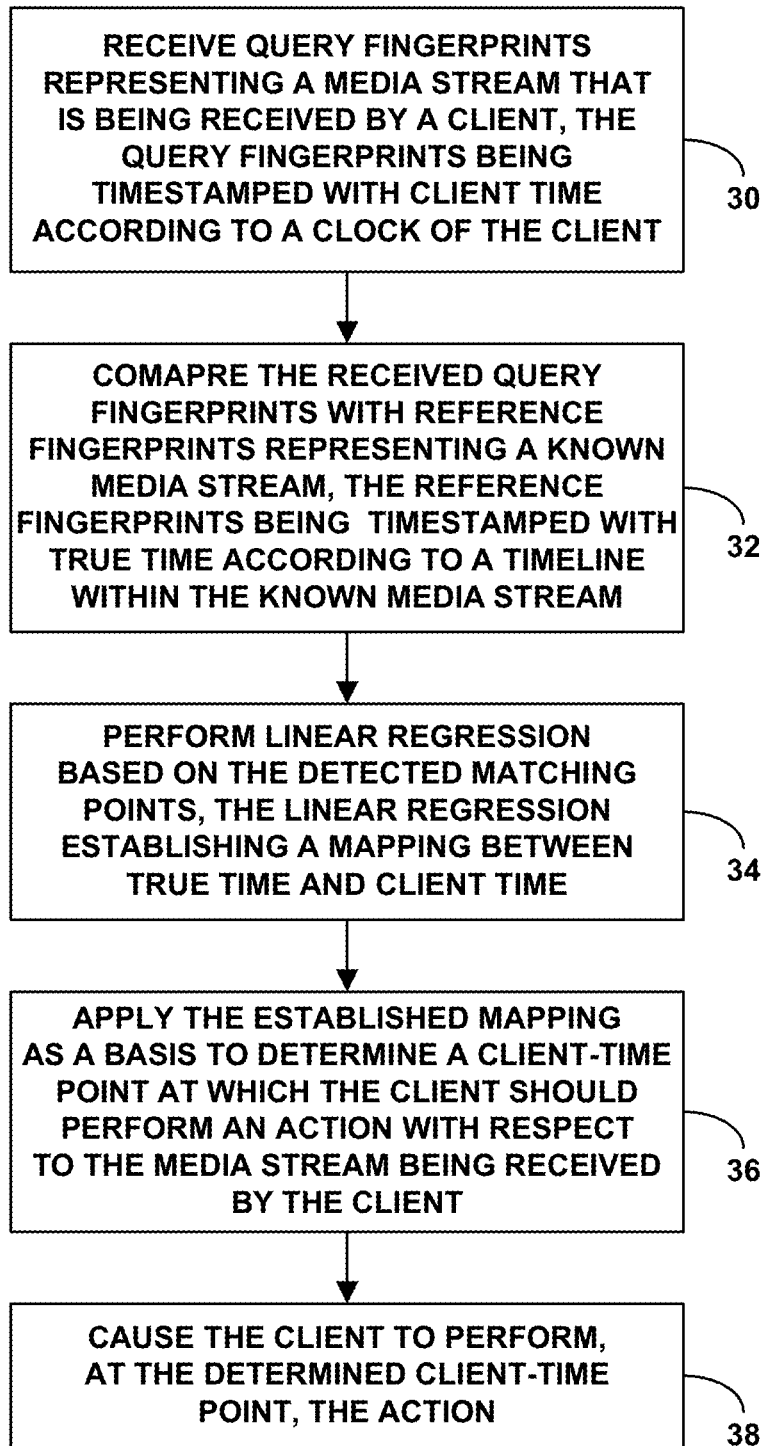 RECEIVE QUERY FINGERPRINTS
REPRESENTING A MEDIA STREAM THAT
IS BEING RECEIVED BY A CLIENT, THE
QUERY FINGERPRINTS BEING
TIMESTAMPED WITH CLIENT TIME
ACCORDING TO A CLOCK OF THE CLIENT
30
COMAPRE THE RECEIVED QUERY
FINGERPRINTS WITH REFERENCE
FINGERPRINTS REPRESENTING A KNOWN
MEDIA STREAM, THE REFERENCE
FINGERPRINTS BEING TIMESTAMPED WITH
TRUE TIME ACCORDING TO A TIMELINE
WITHIN THE KNOWN MEDIA STREAM
32
PERFORM LINEAR REGRESSION
BASED ON THE DETECTED MATCHING
POINTS, THE LINEAR REGRESSION
ESTABLISHING A MAPPING BETWEEN
TRUE TIME AND CLIENT TIME
34
APPLY THE ESTABLISHED MAPPING
AS A BASIS TO DETERMINE A CLIENT-TIME
POINT AT WHICH THE CLIENT SHOULD
PERFORM AN ACTION WITH RESPECT
TO THE MEDIA STREAM BEING RECEIVED
BY THE CLIENT
36
CAUSE THE CLIENT TO PERFORM,
AT THE DETERMINED CLIENT-TIME
POINT, THE ACTION
38